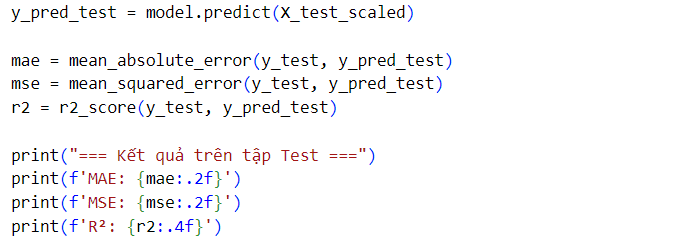 y_pred_test = model.predict(X_test_scaled)
mae = mean_absolute_error(y_test, y_pred_test)
mse = mean_squared_error(y_test, y_pred_test)
r2 = r2_score(y_test, y_pred_test)
print("=== Kết quả trên tập Test ===")
print(f'MAE: {mae:.2f}')
print(f'MSE: {mse:.2f}')
print(f'R²: {r2:.4f}')